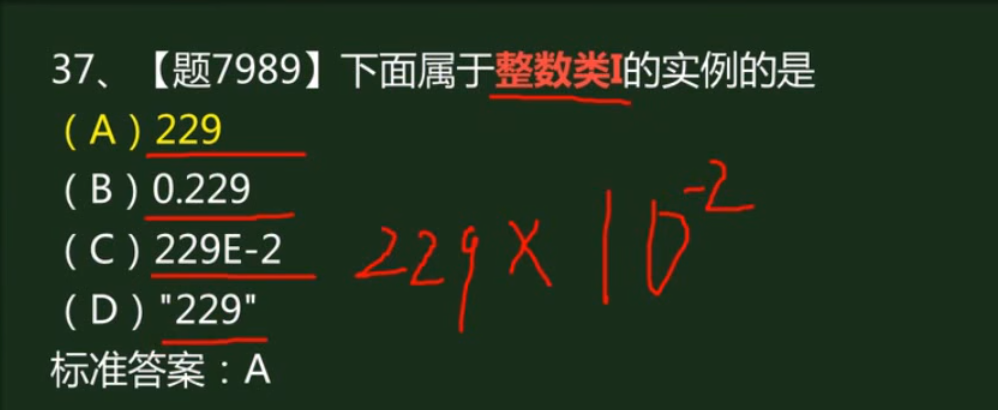 37、【题7989】下面属于整数类I的实例的是
（A）229
（B）0.229
（C）229E-2
（D）"229"
229×10⁻²
标准答案：A